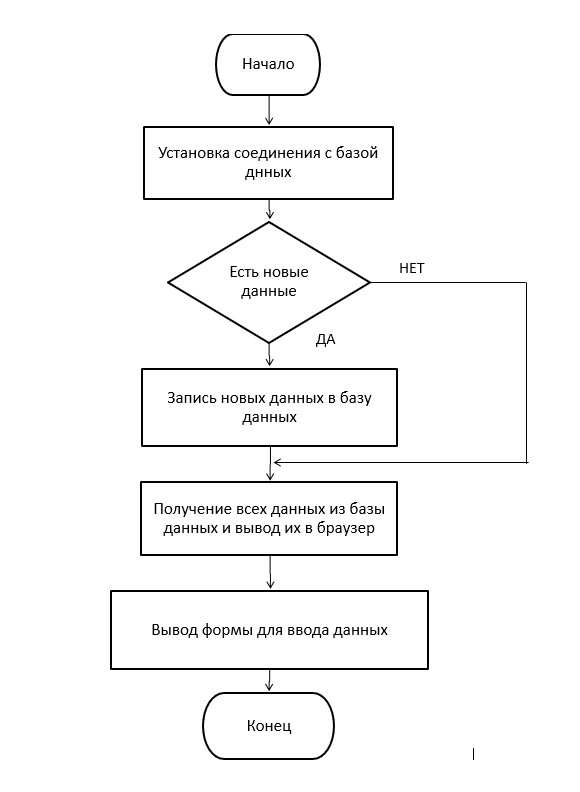 Начало
Установка соединения с базой
днных
Есть новые
данные
НЕТ
ДА
Запись новых данных в базу
данных
Получение всех данных из базы
данных и вывод их в браузер
Вывод формы для ввода данных
Конец